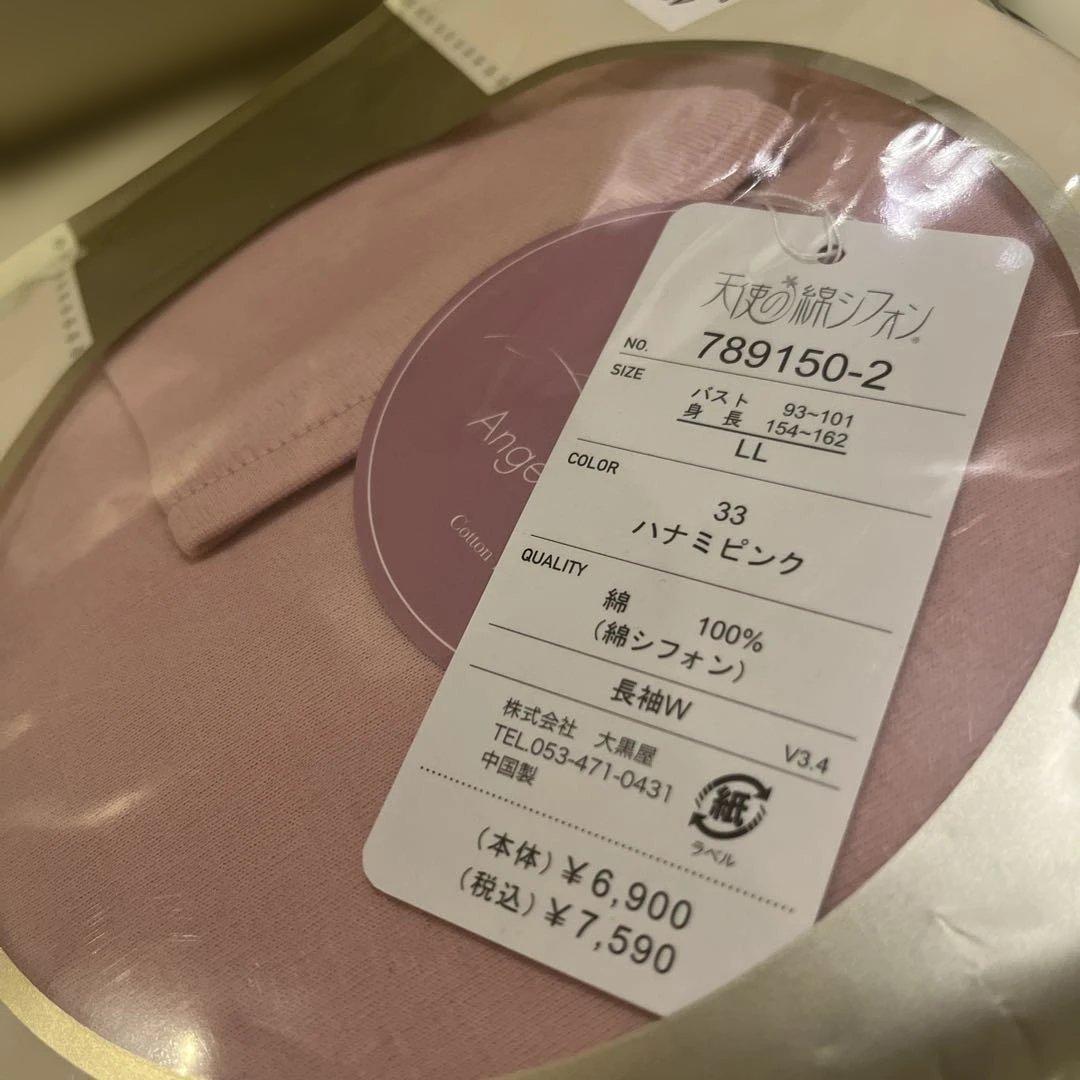 天使の綿シフォン®
NO. 789150-2
SIZE
バスト 93~101
身長 154~162
LL
COLOR
33
ハナミピンク
QUALITY
綿 100%
(綿シフォン)
長袖W
株式会社 大黒屋
TEL.053-471-0431
中国製
V3.4
紙
ラベル
(本体)¥6,900
(税込)¥7,590
Cotton